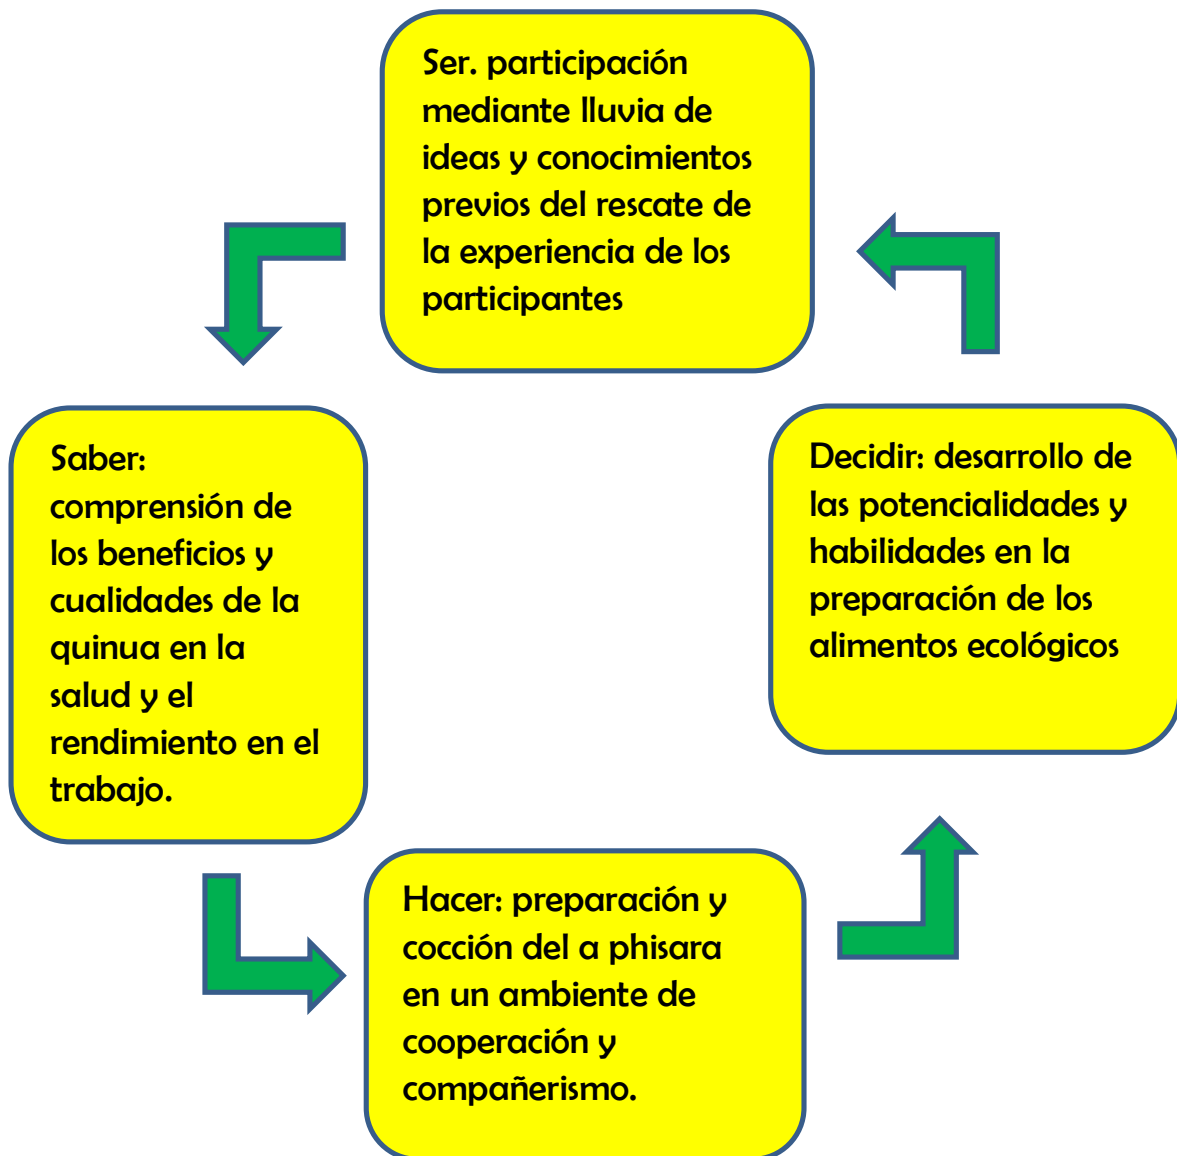 Ser. participación
mediante lluvia de
ideas y conocimientos
previos del rescate de
la experiencia de los
participantes
Saber:
comprensión de
los beneficios y
cualidades de la
quinua en la
salud y el
rendimiento en el
trabajo.
Hacer: preparación y
cocción del a phisara
en un ambiente de
cooperación y
compañerismo.
Decidir: desarrollo de
las potencialidades y
habilidades en la
preparación de los
alimentos ecológicos